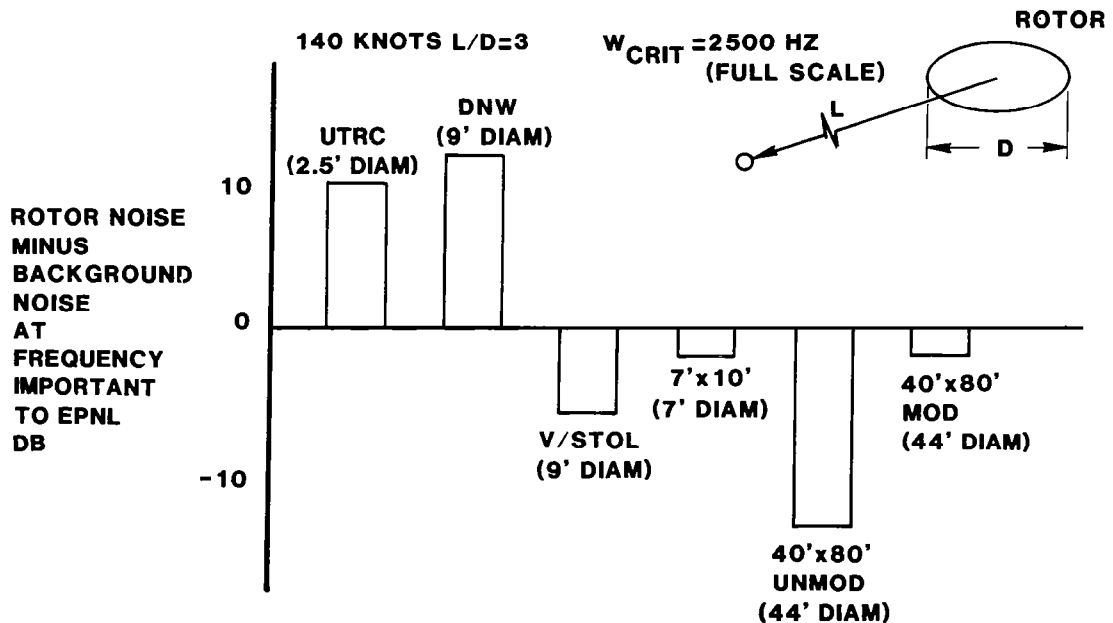 ROTOR
140 KNOTS L/D=3
W CRIT =2500 HZ
(FULL SCALE)
L
D
UTRC
(2.5' DIAM)
DNW
(9' DIAM)
10
ROTOR NOISE
MINUS
BACKGROUND
NOISE
AT
FREQUENCY
IMPORTANT
TO EPNL
DB
0
-10
V/STOL
(9' DIAM)
7'x10'
(7' DIAM)
40'x80'
UNMOD
(44' DIAM)
40'x80'
MOD
(44' DIAM)